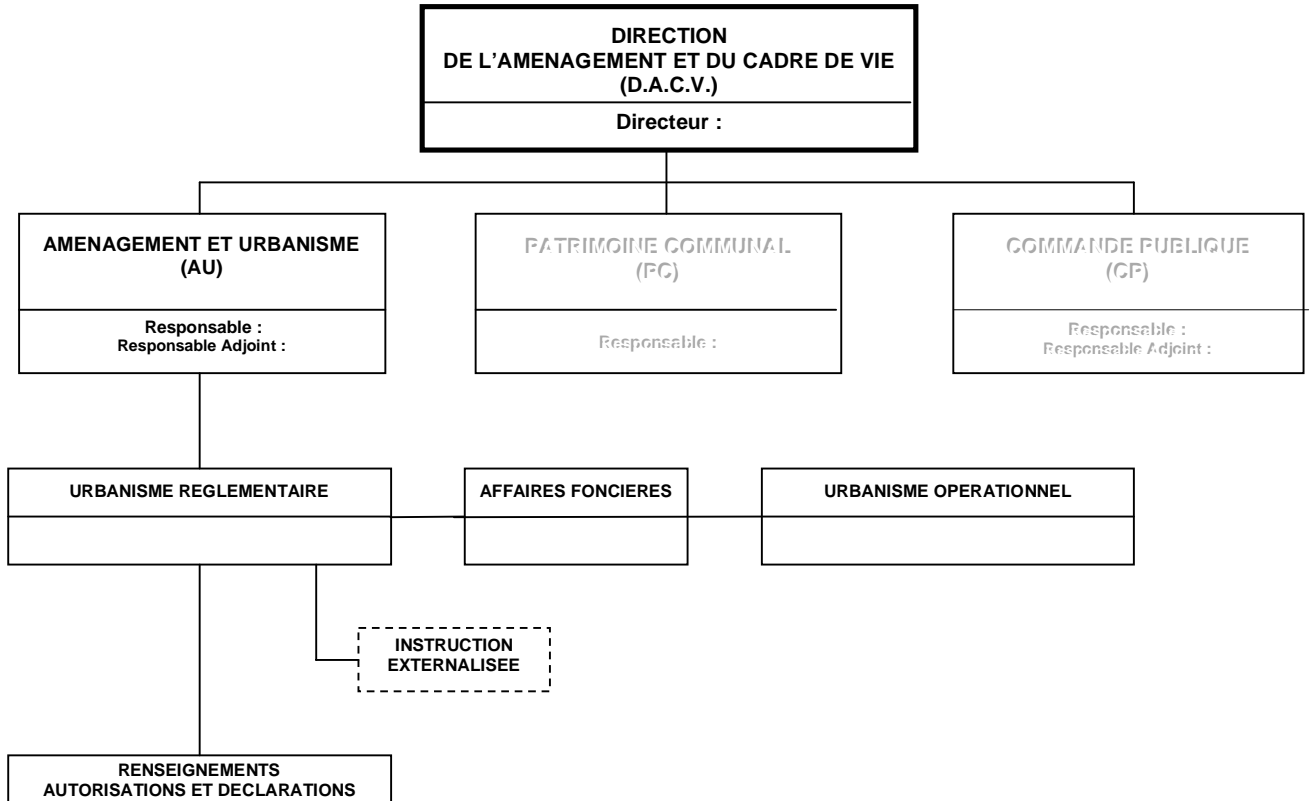 DIRECTION
DE L'AMENAGEMENT ET DU CADRE DE VIE
(D.A.C.V.)
Directeur :
AMENAGEMENT ET URBANISME
(AU)
Responsable :
Responsable Adjoint :
PATRIMOINE COMMUNAL
(PC)
Responsable :
COMMANDE PUBLIQUE
(CP)
Responsable :
Responsable Adjoint :
URBANISME REGLEMENTAIRE
AFFAIRES FONCIERES
URBANISME OPERATIONNEL
INSTRUCTION
EXTERNALISEE
RENSEIGNEMENTS
AUTORISATIONS ET DECLARATIONS